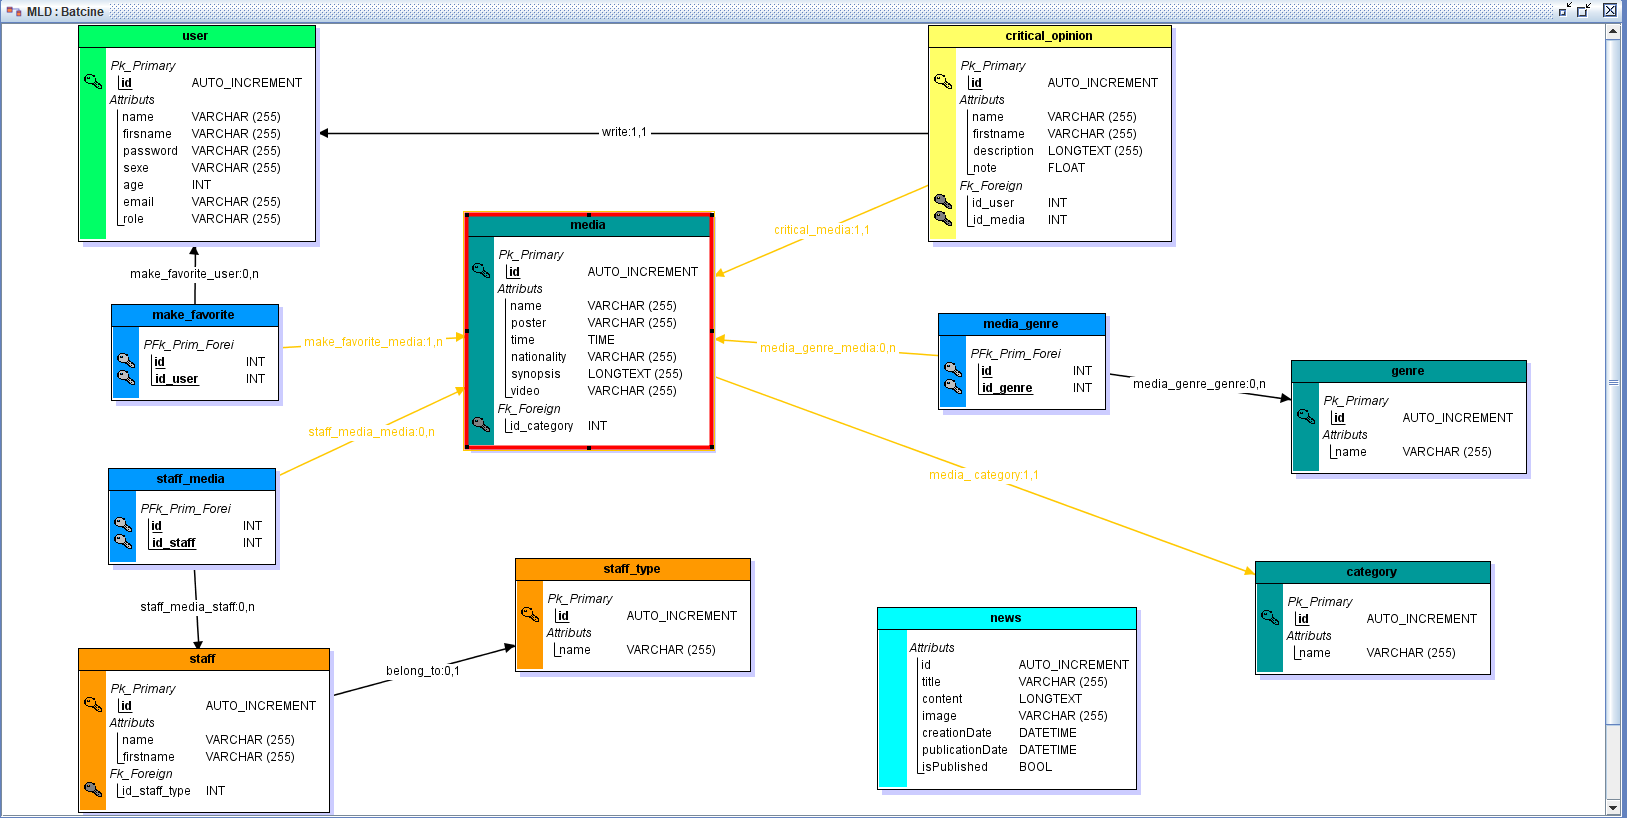 MLD : Batcine
user
Pk_Primary
id AUTO_INCREMENT
Attributs
name VARCHAR (255)
firsname VARCHAR (255)
password VARCHAR (255)
sexe VARCHAR (255)
age INT
email VARCHAR (255)
role VARCHAR (255)
critical_opinion
Pk_Primary
id AUTO_INCREMENT
Attributs
name VARCHAR (255)
firstname VARCHAR (255)
description LONGTEXT (255)
note FLOAT
Fk_Foreign
id_user INT
id_media INT
write:1,1
critical_media:1,1
media
Pk_Primary
id AUTO_INCREMENT
Attributs
name VARCHAR (255)
poster VARCHAR (255)
time TIME
nationality VARCHAR (255)
synopsis LONGTEXT (255)
video VARCHAR (255)
Fk_Foreign
id_category INT
make_favorite_user:0,n
make_favorite
PFk_Prim_Forei
id INT
id_user INT
make_favorite_media:1,n
media_genre_media:0,n
media_genre
PFk_Prim_Forei
id INT
id_genre INT
media_genre_genre:0,n
genre
Pk_Primary
id AUTO_INCREMENT
Attributs
name VARCHAR (255)
staff_media_media:0,n
media_ category:1,1
staff_media
PFk_Prim_Forei
id INT
id_staff INT
staff_media_staff:0,n
staff_type
Pk_Primary
id AUTO_INCREMENT
Attributs
name VARCHAR (255)
category
Pk_Primary
id AUTO_INCREMENT
Attributs
name VARCHAR (255)
news
Attributs
id AUTO_INCREMENT
title VARCHAR (255)
content LONGTEXT
image VARCHAR (255)
creationDate DATETIME
publicationDate DATETIME
isPublished BOOL
staff
Pk_Primary
id AUTO_INCREMENT
Attributs
name VARCHAR (255)
firstname VARCHAR (255)
Fk_Foreign
id_staff_type INT
belong_to:0,1